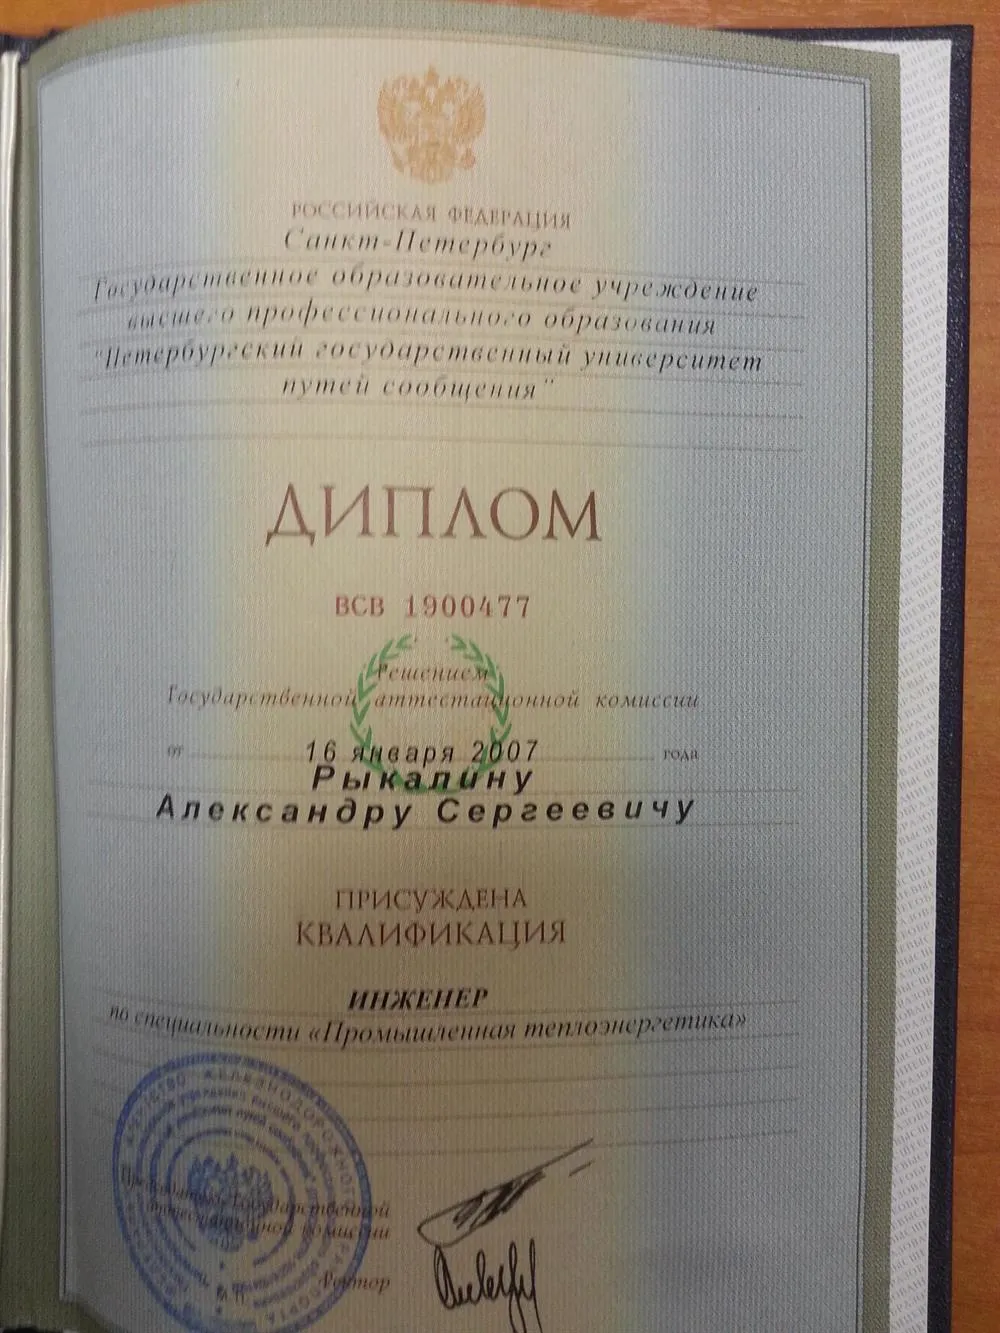 РОССИЙСКАЯ ФЕДЕРАЦИЯ
Санкт-Петербург
Государственное образовательное учреждение
высшего профессионального образования
"Петербургский государственный университет
путей сообщения"
ДИПЛОМ
ВСВ 1900477
Решением
Государственной аттестационной комиссии
от 16 января 2007 года
Рыкалину
Александру Сергеевичу
ПРИСУЖДЕНА
КВАЛИФИКАЦИЯ
ИНЖЕНЕР
по специальности «Промышленная теплоэнергетика»
Председатель Государственной
аттестационной комиссии
Ректор
М.П.
ЖЕЛЕЗНОДОРОЖНОГО